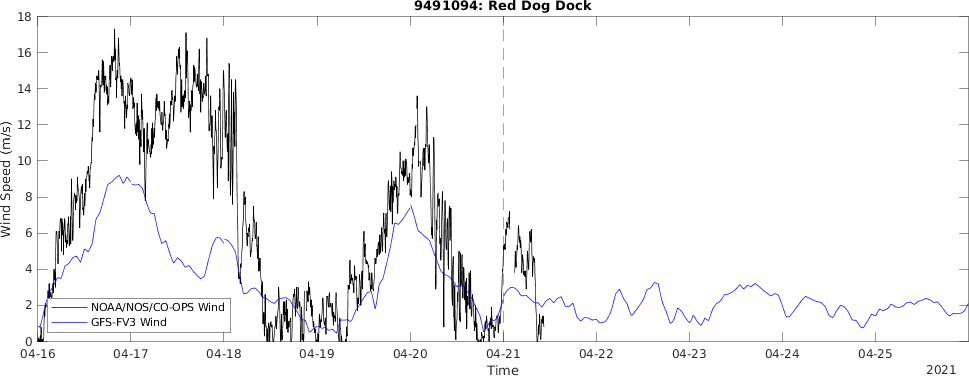 9491094: Red Dog Dock
18
16
14
12
10
8
6
4
2
0
Wind Speed (m/s)
NOAA/NOS/CO-OPS Wind
GFS-FV3 Wind
04-16 04-17 04-18 04-19 04-20 04-21 04-22 04-23 04-24 04-25
Time
2021